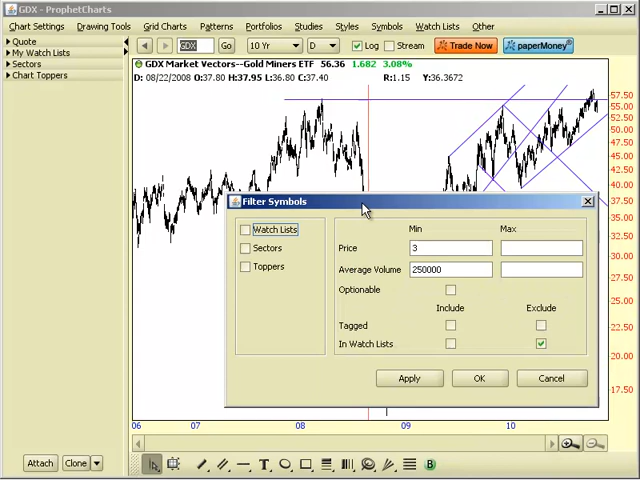 GDX - ProphetCharts
Chart Settings Drawing Tools Grid Charts Patterns Portfolios Studies Styles Symbols Watch Lists Other
Quote
My Watch Lists
Sectors
Chart Toppers
GDX Go 10 Yr D Log Stream Trade Now paperMoney®
GDX Market Vectors--Gold Miners ETF 56.36 1.682 3.08%
D: 08/22/2008 O:37.80 H:37.95 L:36.80 C:37.40 R:1.15 Y:36.3672
57.50
55.00
52.50
50.00
47.50
45.00
42.50
40.00
37.50
35.00
32.50
30.00
Filter Symbols
Watch Lists
Sectors
Toppers
Min Max
Price 3
Average Volume 250000
Optionable
Include Exclude
Tagged
In Watch Lists
Apply OK Cancel
25.00
22.50
20.00
17.50
06 07 08 09 10
Attach Clone
T
B